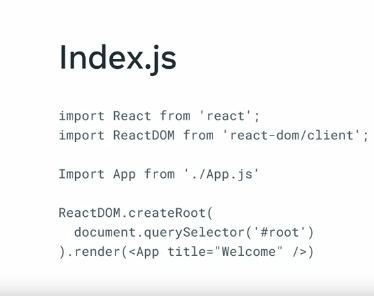 Index.js
import React from 'react';
import ReactDOM from 'react-dom/client';
Import App from './App.js'
ReactDOM.createRoot(
  document.querySelector('#root')
).render(<App title="Welcome" />)